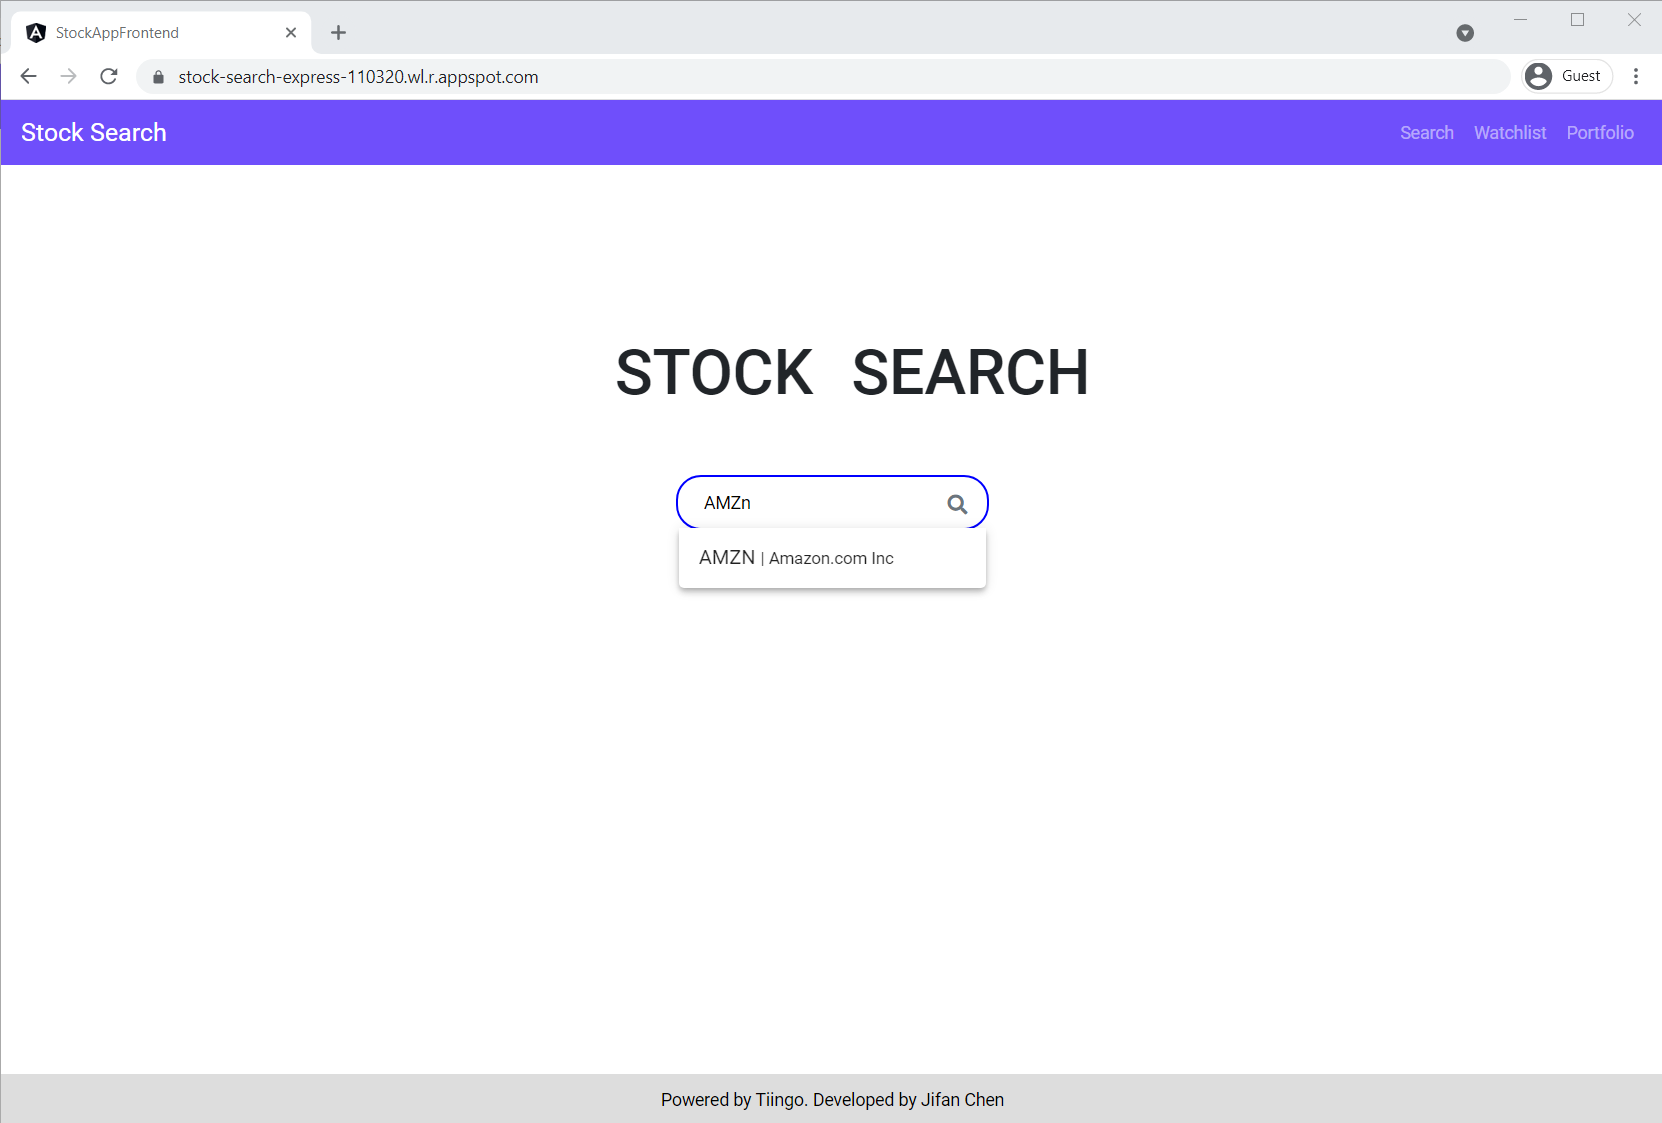 StockAppFrontend
stock-search-express-110320.wl.r.appspot.com
Guest
Stock Search
Search Watchlist Portfolio
STOCK SEARCH
AMZn
AMZN | Amazon.com Inc
Powered by Tiingo. Developed by Jifan Chen